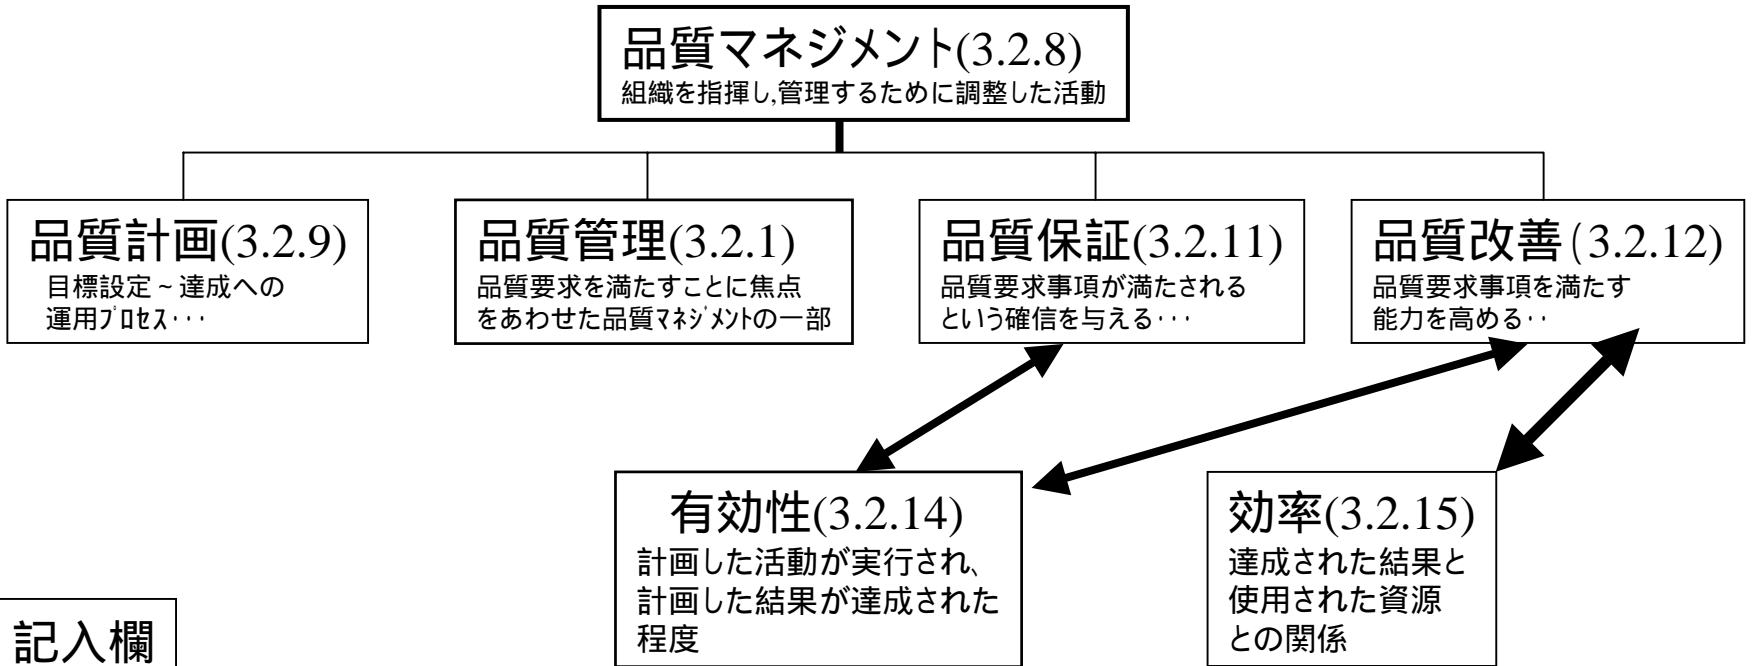 品質マネジメント(3.2.8)
組織を指揮し,管理するために調整した活動
品質計画(3.2.9)
目標設定~達成への
運用ﾌﾟﾛｾｽ･･･
品質管理(3.2.1)
品質要求を満たすことに焦点
をあわせた品質ﾏﾈｼﾞﾒﾝﾄの一部
品質保証(3.2.11)
品質要求事項が満たされる
という確信を与える･･･
品質改善(3.2.12)
品質要求事項を満たす
能力を高める･･
有効性(3.2.14)
計画した活動が実行され、
計画した結果が達成された
程度
効率(3.2.15)
達成された結果と
使用された資源
との関係
記入欄